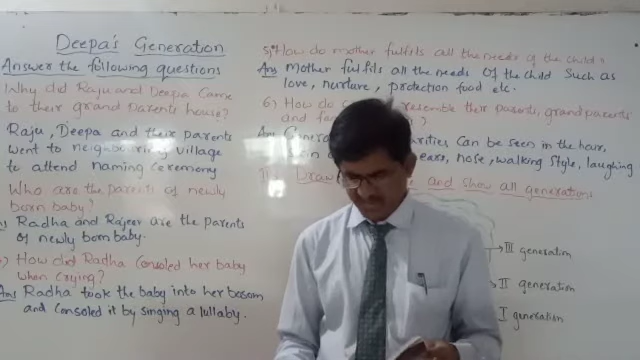 Deepa's Generation
Answer the following questions
Why did Raju and Deepa came
to their grand parents house?
Raju, Deepa and their parents
went to neighbouring village
to attend naming ceremony
Who are the parents of newly
born baby?
Radha and Rajeev are the parents
of newly born baby.
How did Radha Consoled her baby
when crying?
Ans Radha took the baby into her bosom
and consoled it by singing a lullaby.
5) How do mother fulfils all the needs of the child?
Ans Mother fulfils all the needs of the child such as
love, nurture, protection food etc.
6) How do resemble their parents, grand parents
and
Ans can be seen in the hair,
ears, nose, walking style, laughing
Draw and show all generations
III generation
II generation
I generation